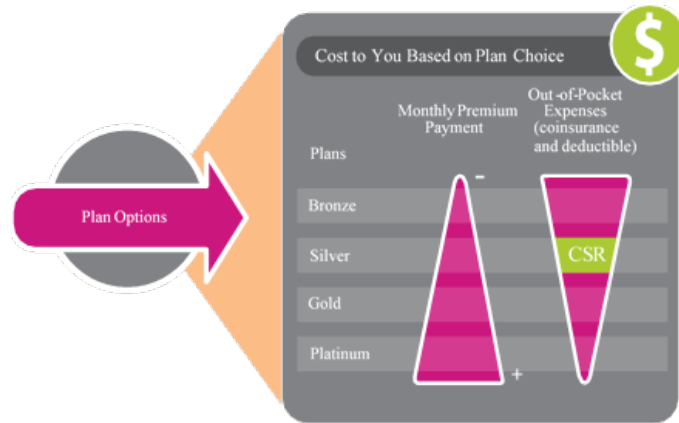 $
Cost to You Based on Plan Choice
Monthly Premium
Payment
Out-of-Pocket
Expenses
(coinsurance
and deductible)
Plans
-
Bronze
Plan Options
Silver
CSR
Gold
Platinum
+